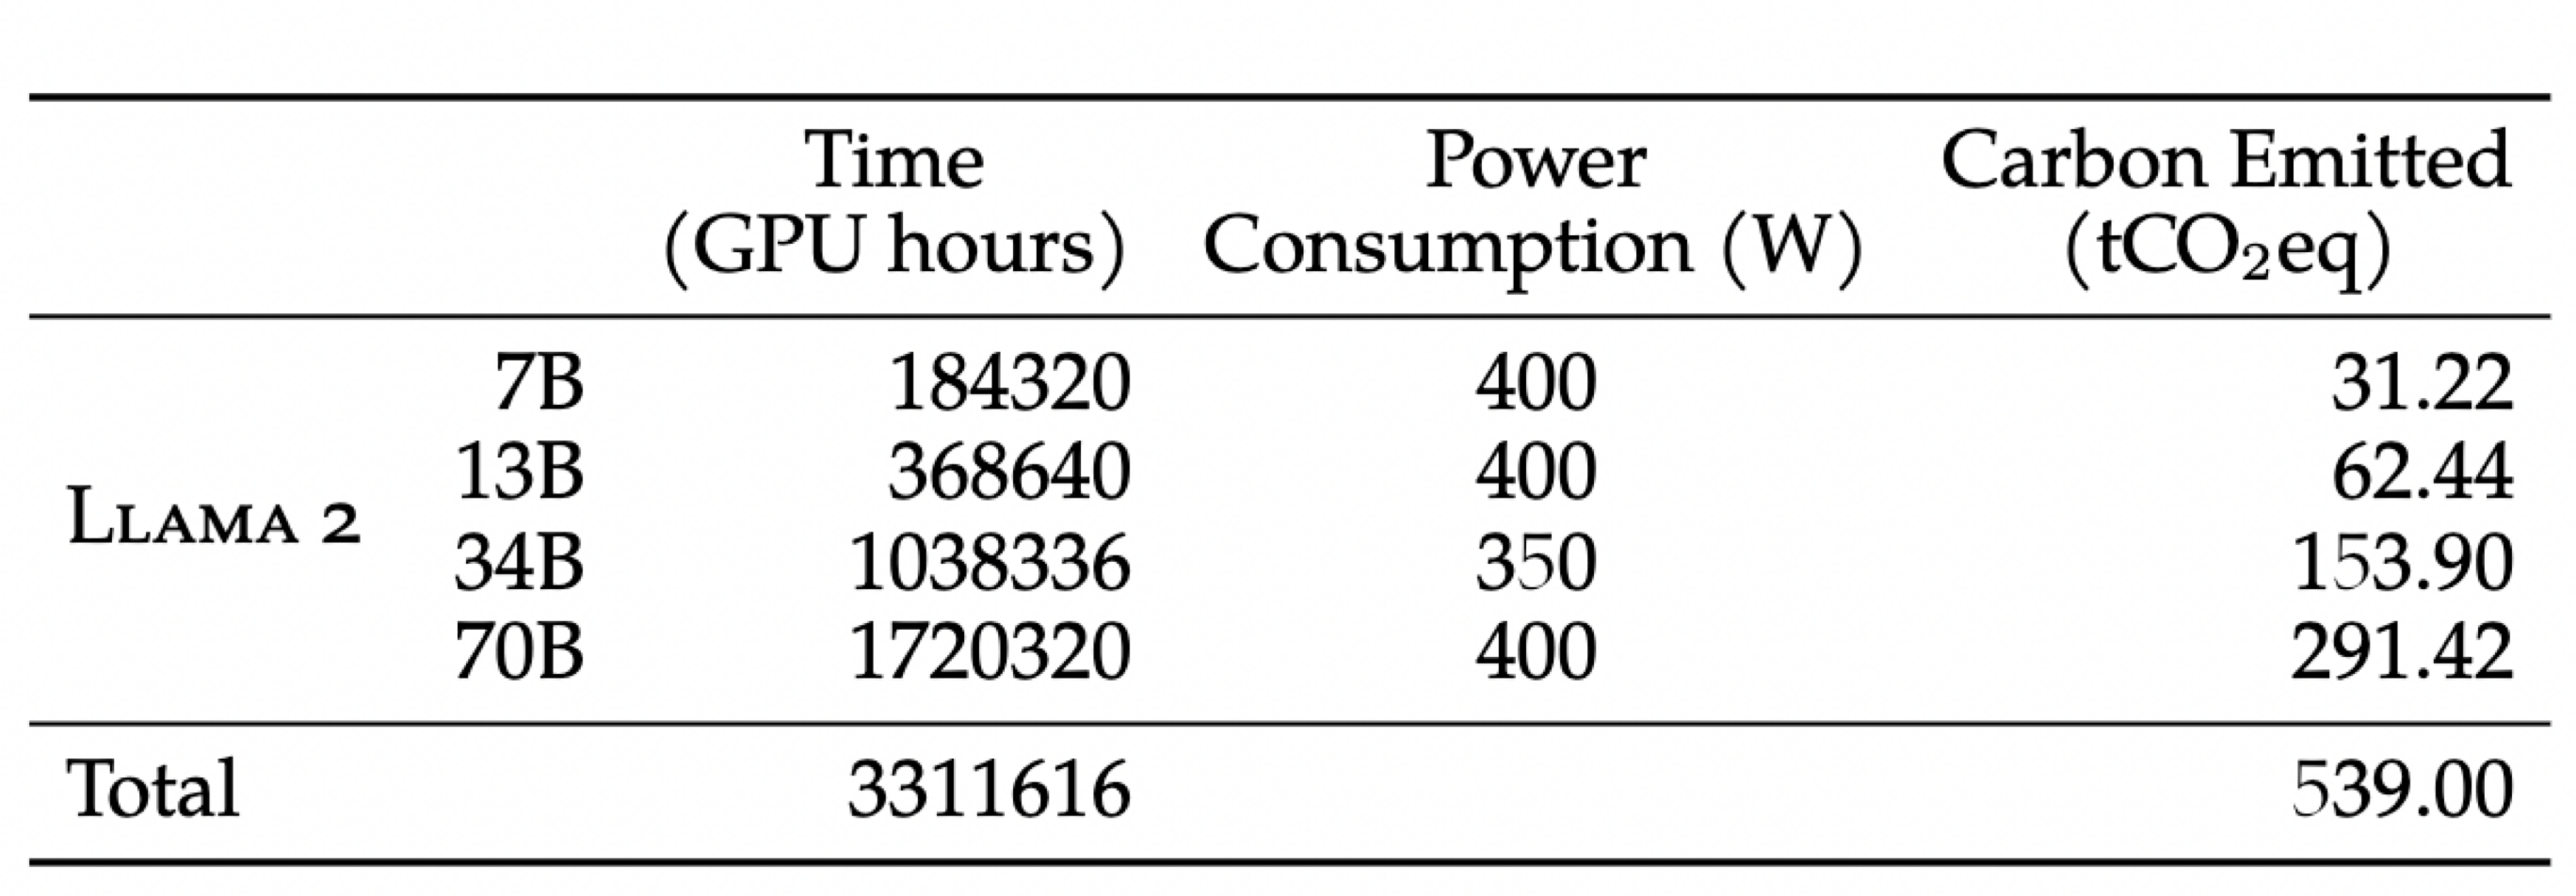 Time Power Carbon Emitted
(GPU hours) Consumption (W) (tCO₂eq)
7B 184320 400 31.22
13B 368640 400 62.44
LLAMA 2
34B 1038336 350 153.90
70B 1720320 400 291.42
Total 3311616 539.00